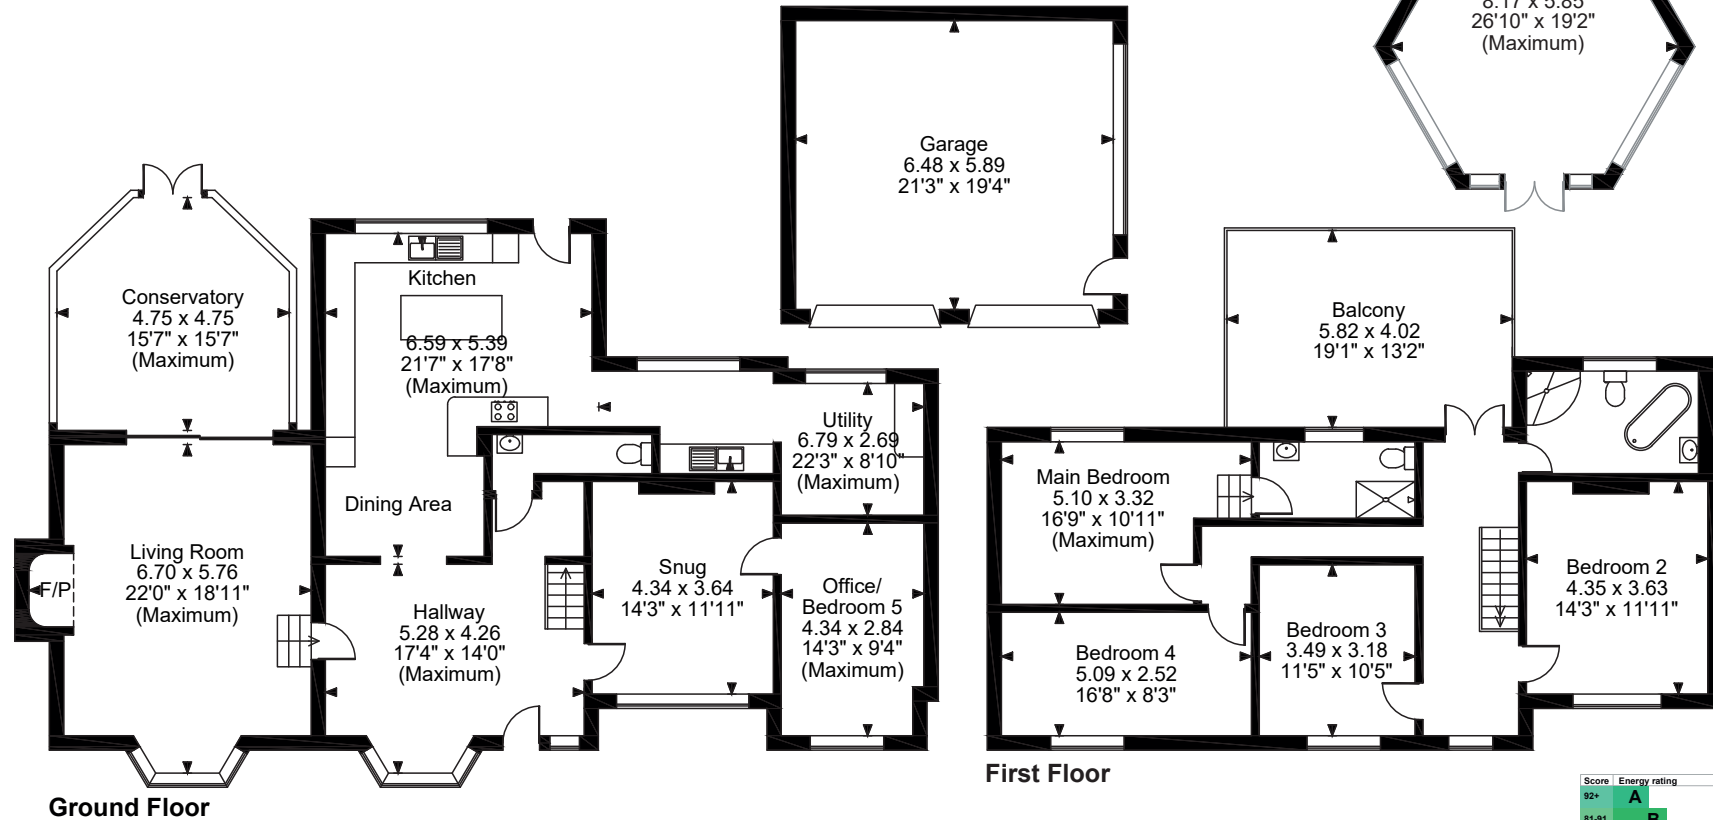 8.17 x 5.85
26'10" x 19'2"
(Maximum)
Garage
6.48 x 5.89
21'3" x 19'4"
Conservatory
4.75 x 4.75
15'7" x 15'7"
(Maximum)
Kitchen
6.59 x 5.39
21'7" x 17'8"
(Maximum)
Dining Area
Utility
6.79 x 2.69
22'3" x 8'10"
(Maximum)
Living Room
6.70 x 5.76
22'0" x 18'11"
(Maximum)
F/P
Hallway
5.28 x 4.26
17'4" x 14'0"
(Maximum)
Snug
4.34 x 3.64
14'3" x 11'11"
Office/
Bedroom 5
4.34 x 2.84
14'3" x 9'4"
(Maximum)
Ground Floor
Balcony
5.82 x 4.02
19'1" x 13'2"
Main Bedroom
5.10 x 3.32
16'9" x 10'11"
(Maximum)
Bedroom 2
4.35 x 3.63
14'3" x 11'11"
Bedroom 3
3.49 x 3.18
11'5" x 10'5"
Bedroom 4
5.09 x 2.52
16'8" x 8'3"
First Floor
Score Energy rating
92+ A
81-91 B